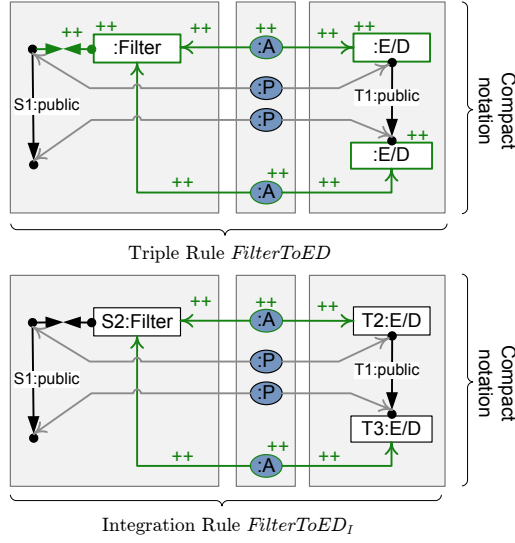 ++ ++ ++ ++ ++ ++ ++
:Filter :A :E/D
:P
S1:public T1:public
:P
++
:E/D
++ ++ ++
:A
Compact
notation
Triple Rule FilterToED
++ ++ ++
S2:Filter :A T2:E/D
:P
S1:public T1:public
:P
T3:E/D
++ ++ ++
:A
Compact
notation
Integration Rule FilterToED_I